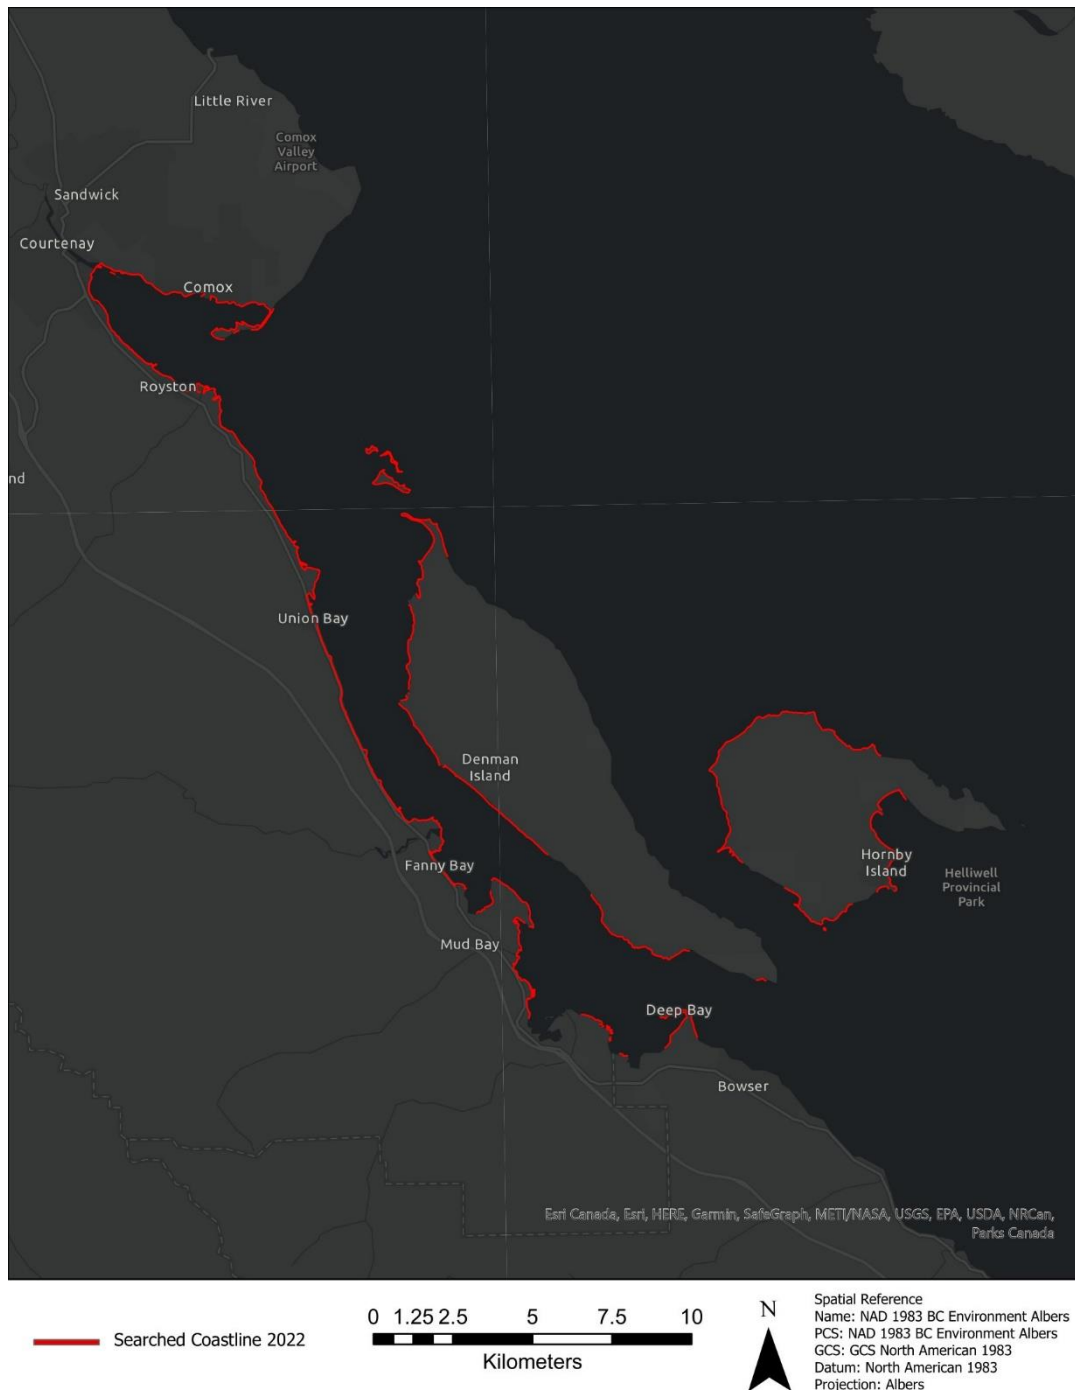 Little River
Comox
Valley
Airport
Sandwick
Courtenay
Comox
Royston
nd
Union Bay
Denman
Island
Fanny Bay
Hornby
Island
Helliwell
Provincial
Park
Mud Bay
Deep Bay
Bowser
Esri Canada, Esri, HERE, Garmin, SafeGraph, METI/NASA, USGS, EPA, USDA, NRCan,
Parks Canada
Searched Coastline 2022
0 1.25 2.5 5 7.5 10
Kilometers
N
Spatial Reference
Name: NAD 1983 BC Environment Albers
PCS: NAD 1983 BC Environment Albers
GCS: GCS North American 1983
Datum: North American 1983
Projection: Albers